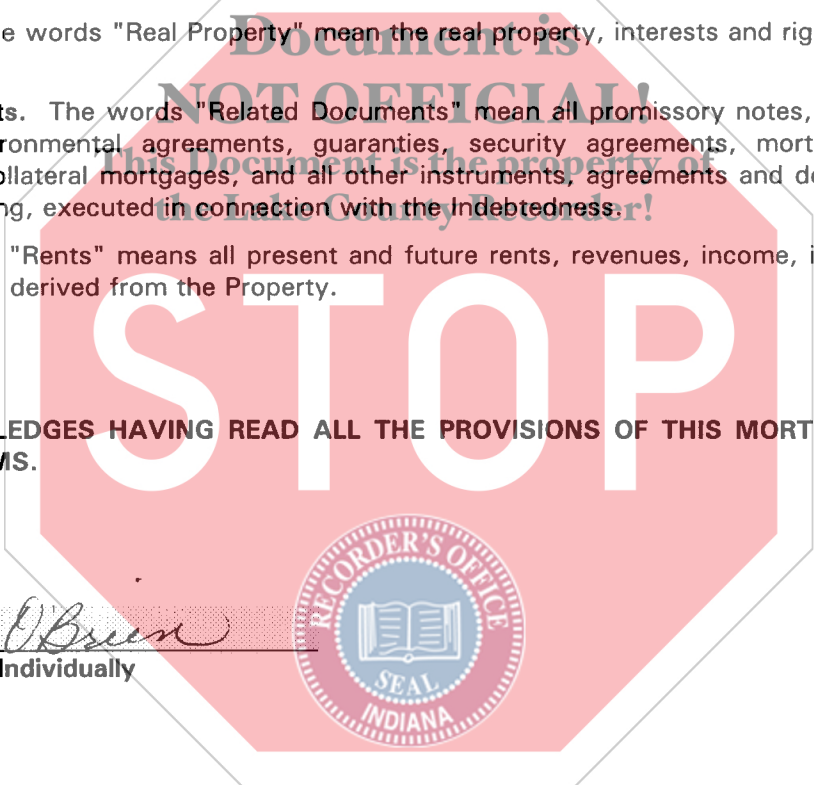 e words "Real Property" mean the real property, interests and rig
Document is
NOT OFFICIAL!
ts. The words "Related Documents" mean all promissory notes,
ronmental agreements, guaranties, security agreements, mort
This Document is the property of
ollateral mortgages, and all other instruments, agreements and d
the Lake County Recorder!
ng, executed in connection with the Indebtedness.
"Rents" means all present and future rents, revenues, income, i
derived from the Property.
STOP
LEDGES HAVING READ ALL THE PROVISIONS OF THIS MORT
MS.
RECORDER'S OFFICE
SEAL
INDIANA
O'Breen
Individually